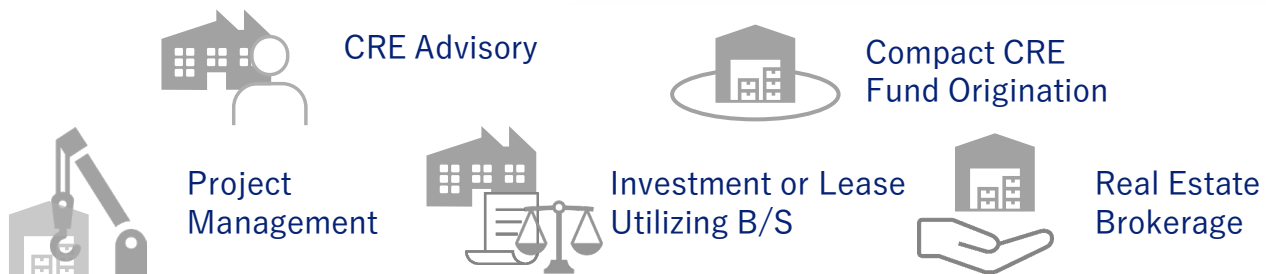 CRE Advisory
Compact CRE
Fund Origination
Project
Management
Investment or Lease
Utilizing B/S
Real Estate
Brokerage